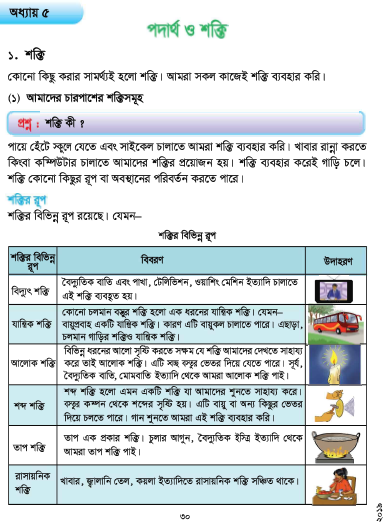 অধ্যায় ৫
পদার্থ ও শক্তি
১. শক্তি
কোনো কিছু করার সামর্থ্যই হলো শক্তি। আমরা সকল কাজেই শক্তি ব্যবহার করি।
(১) আমাদের চারপাশের শক্তিসমূহ
প্রশ্ন : শক্তি কী ?
পায়ে হেঁটে স্কুলে যেতে এবং সাইকেল চালাতে আমরা শক্তি ব্যবহার করি। খাবার রান্না করতে
কিংবা কম্পিউটার চালাতে আমাদের শক্তির প্রয়োজন হয়। শক্তি ব্যবহার করেই গাড়ি চলে।
শক্তি কোনো কিছুর রূপ বা অবস্থানের পরিবর্তন করতে পারে।
শক্তির রূপ
শক্তির বিভিন্ন রূপ রয়েছে। যেমন–
শক্তির বিভিন্ন রূপ
শক্তির বিভিন্ন রূপ
বিবরণ
উদাহরণ
বিদ্যুৎ শক্তি
বৈদ্যুতিক বাতি এবং পাখা, টেলিভিশন, ওয়াশিং মেশিন ইত্যাদি চালাতে
এই শক্তি ব্যবহৃত হয়।
যান্ত্রিক শক্তি
কোনো চলমান বস্তুর শক্তি হলো এক ধরনের যান্ত্রিক শক্তি। যেমন–
বায়ুপ্রবাহ একটি যান্ত্রিক শক্তি। কারণ এটি বায়ুকল চালাতে পারে। এছাড়া,
চলমান গাড়ির শক্তিও যান্ত্রিক শক্তি।
আলোক শক্তি
বিভিন্ন ধরনের আলো সৃষ্টি করতে সক্ষম যে শক্তি আমাদের দেখতে সাহায্য
করে তাই আলোক শক্তি। এটি স্বচ্ছ বস্তুর ভেতর দিয়ে যেতে পারে। সূর্য,
বৈদ্যুতিক বাতি, মোমবাতি ইত্যাদি থেকে আমরা আলোক শক্তি পাই।
শব্দ শক্তি
শব্দ শক্তি হলো এমন একটি শক্তি যা আমাদের শুনতে সাহায্য করে।
বস্তুর কম্পন থেকে শব্দের সৃষ্টি হয়। এটি বায়ু বা অন্য কিছুর ভেতর
দিয়ে চলতে পারে। গান শুনতে আমরা এই শক্তি ব্যবহার করি।
তাপ শক্তি
তাপ এক প্রকার শক্তি। চুলার আগুন, বৈদ্যুতিক ইস্ত্রি ইত্যাদি থেকে
আমরা তাপ শক্তি পাই।
রাসায়নিক
শক্তি
খাবার, জ্বালানি তেল, কয়লা ইত্যাদিতে রাসায়নিক শক্তি সঞ্চিত থাকে।
৩০
২০১৯